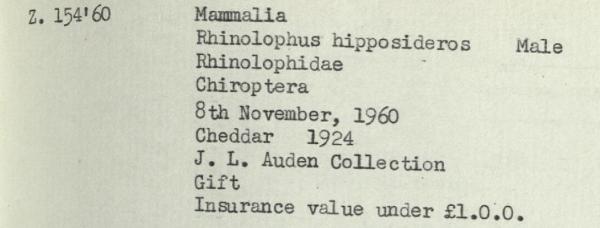 Z. 154'60 Mammalia
Rhinolophus hipposideros Male
Rhinolophidae
Chiroptera
8th November, 1960
Cheddar 1924
J. L. Auden Collection
Gift
Insurance value under £1.0.0.